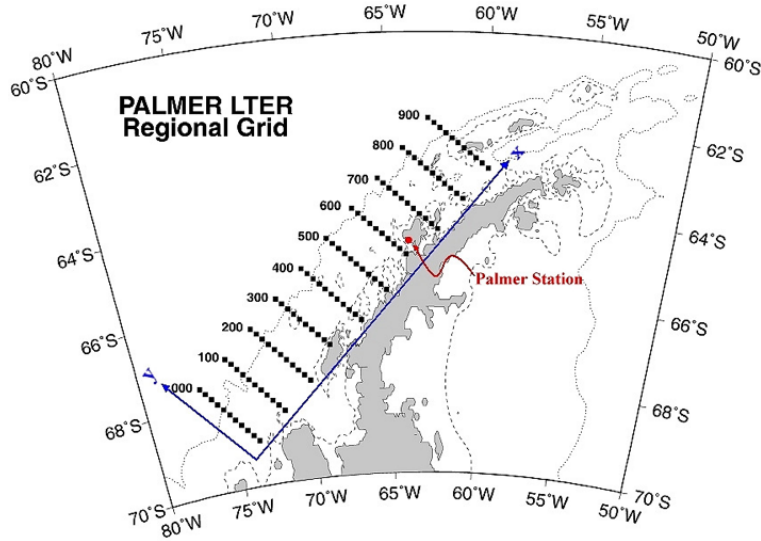 80˚W
75˚W
70˚W
65˚W
60˚W
55˚W
50˚W
60˚S
60˚S
PALMER LTER
Regional Grid
900
800
62˚S
62˚S
700
600
64˚S
500
64˚S
400
Palmer Station
300
66˚S
200
66˚S
100
y
000
x
68˚S
68˚S
70˚S
70˚S
80˚W
75˚W
70˚W
65˚W
60˚W
55˚W
50˚W